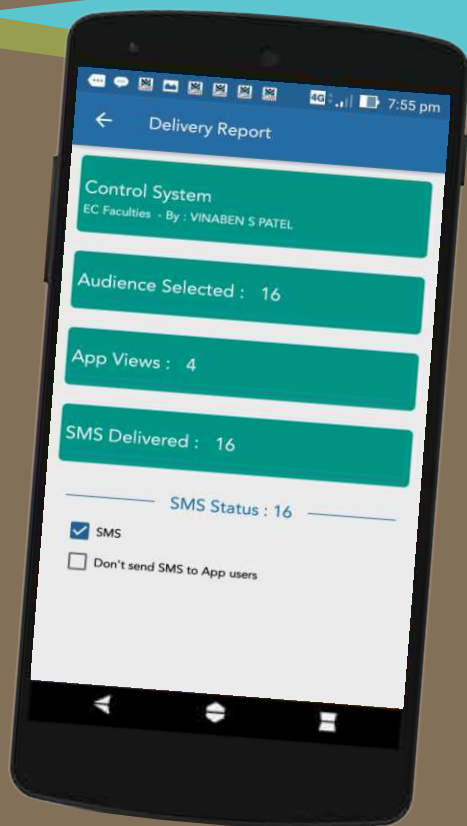 4G 7:55 pm
Delivery Report
Control System
EC Faculties - By : VINABEN S PATEL
Audience Selected : 16
App Views : 4
SMS Delivered : 16
SMS Status : 16
SMS
Don't send SMS to App users